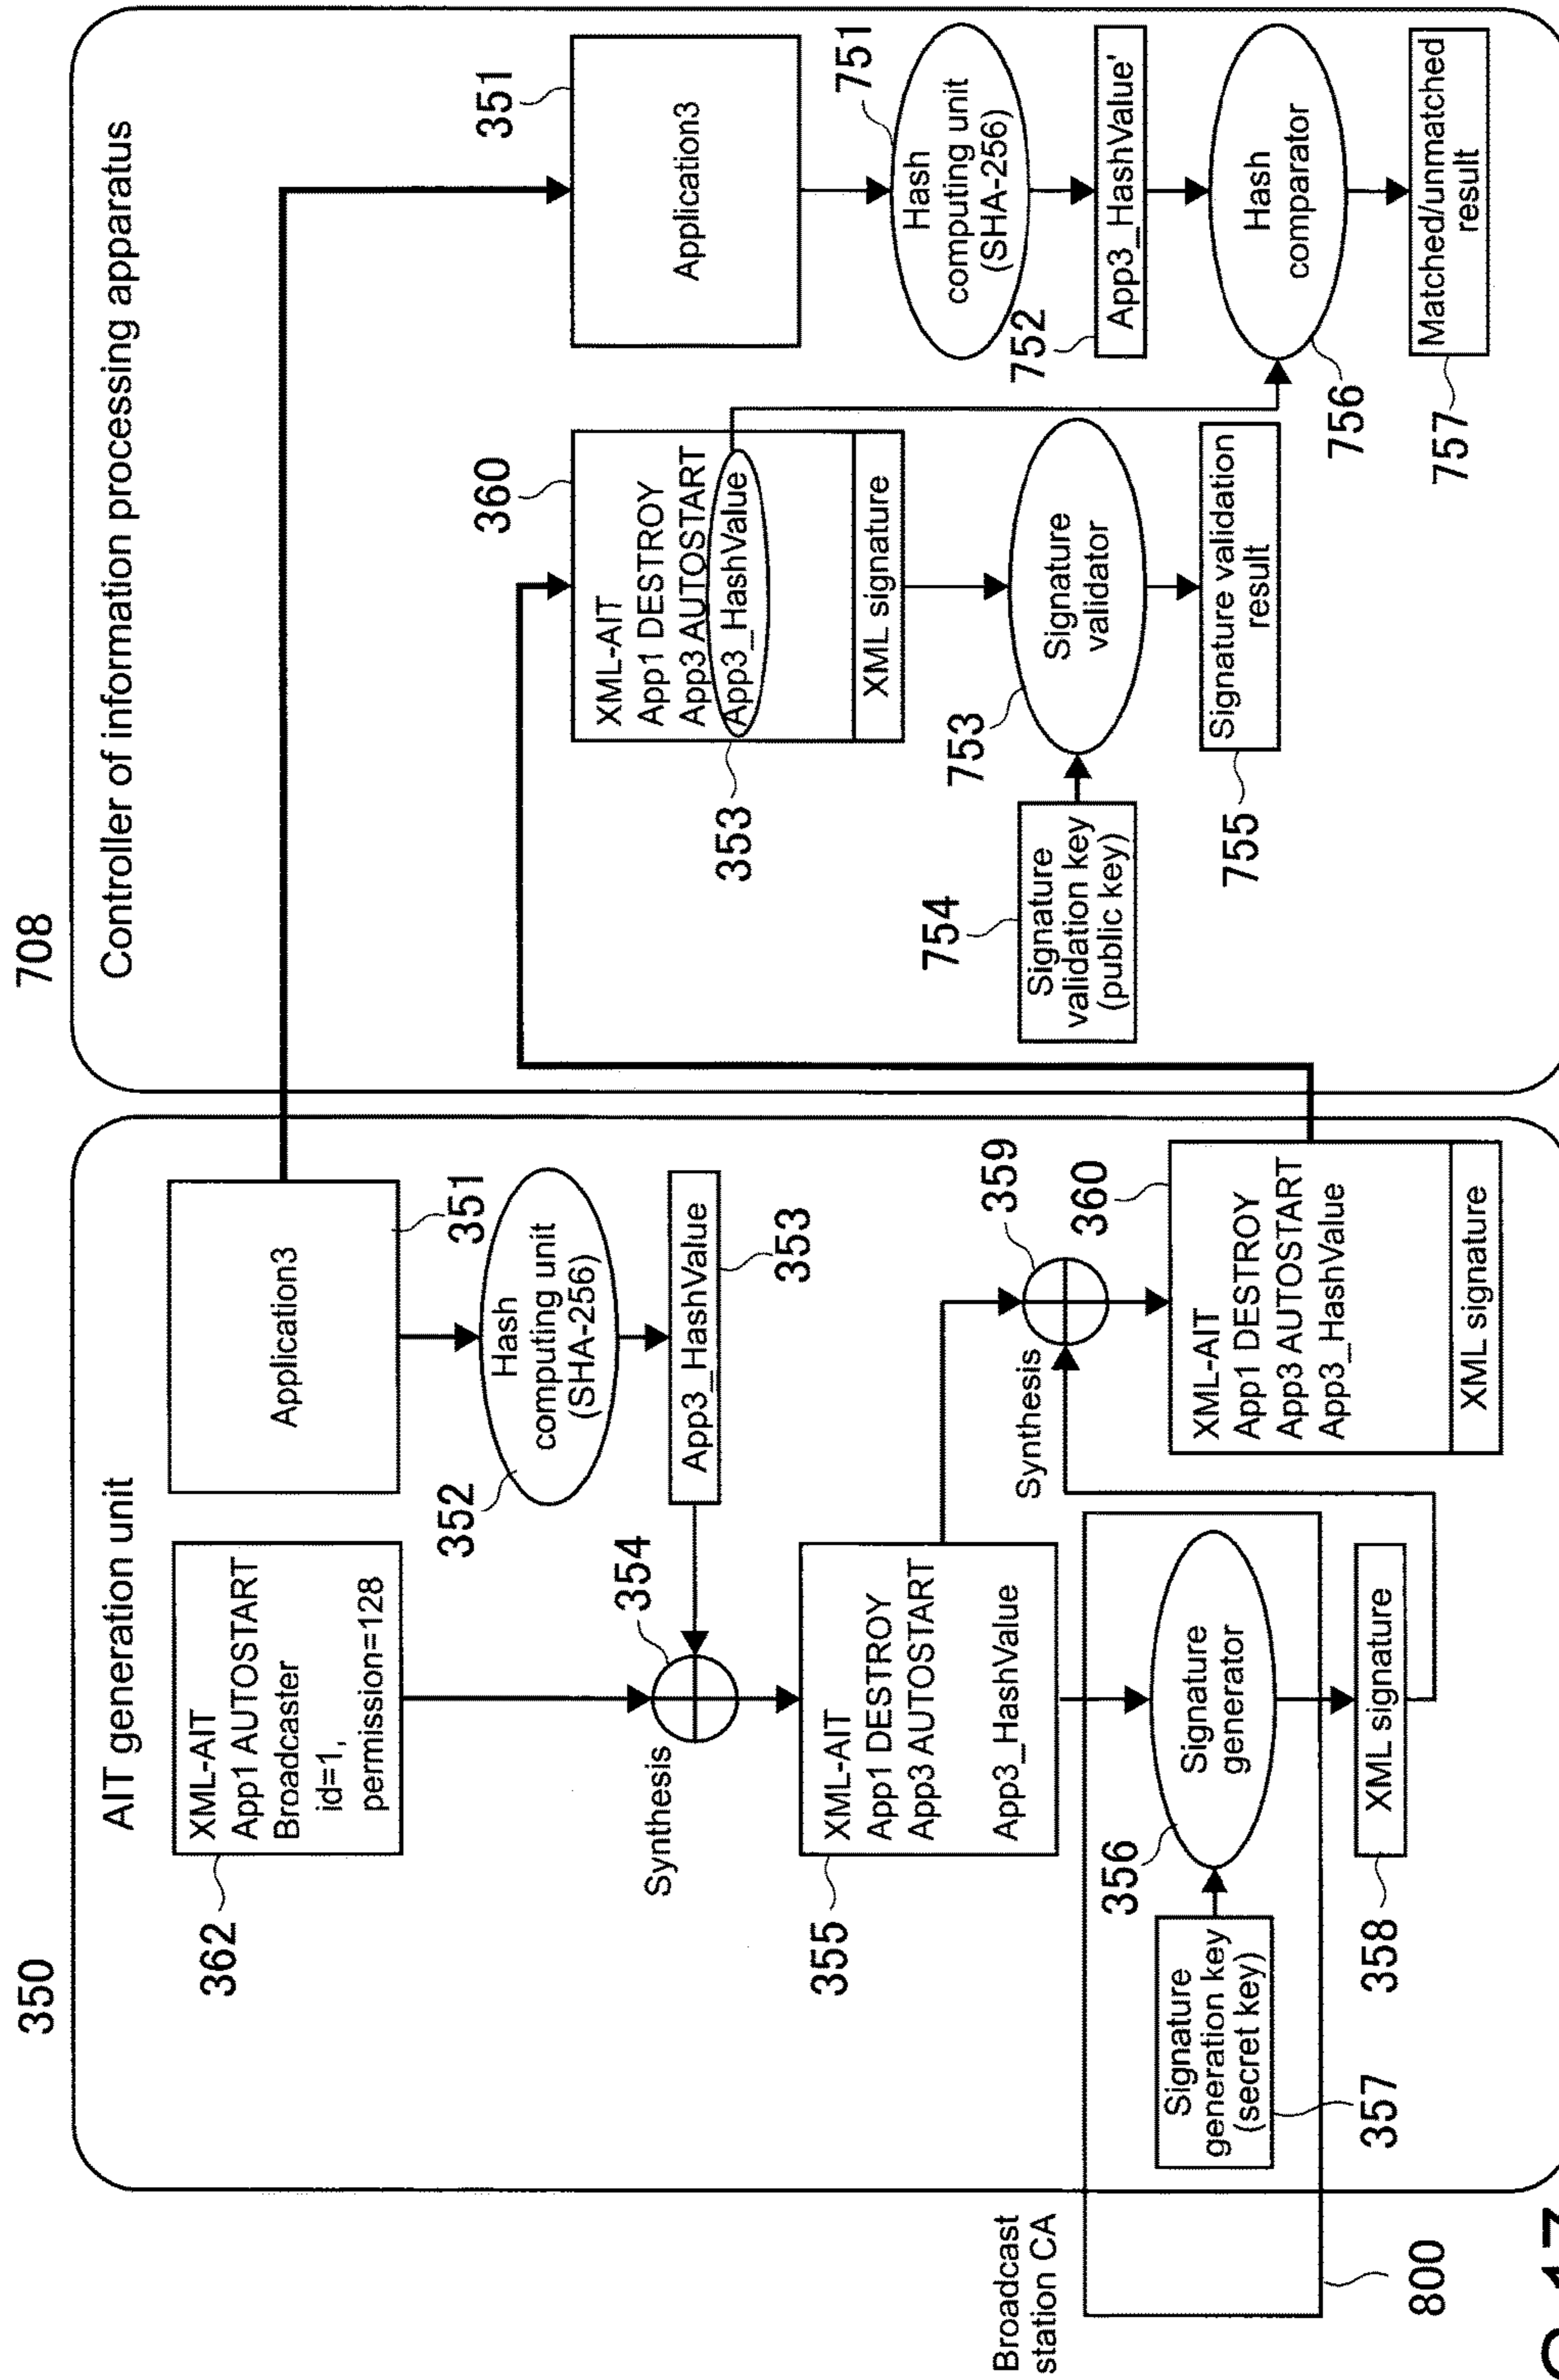 350
AIT generation unit
362
XML-AIT
App1 AUTOSTART
Broadcaster
id=1,
permission=128
Application3
351
352
Hash
computing unit
(SHA-256)
App3_HashValue
353
354
Synthesis
355
XML-AIT
App1 DESTROY
App3 AUTOSTART
App3_HashValue
Broadcast
station CA
800
Signature
generation key
(secret key)
357
356
Signature
generator
358
XML signature
Synthesis
359
360
XML-AIT
App1 DESTROY
App3 AUTOSTART
App3_HashValue
XML signature
708
Controller of information processing apparatus
351
Application3
751
Hash
computing unit
(SHA-256)
752
App3_HashValue'
360
XML-AIT
App1 DESTROY
App3 AUTOSTART
App3_HashValue
XML signature
353
754
Signature
validation key
(public key)
753
Signature
validator
755
Signature validation
result
Hash
comparator
756
757
Matched/unmatched
result